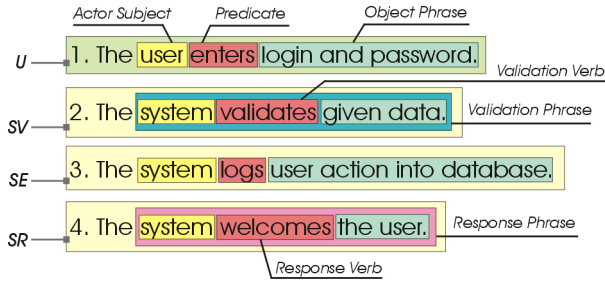 Actor Subject
Predicate
Object Phrase
U
1. The user enters login and password.
Validation Verb
SV
2. The system validates given data.
Validation Phrase
SE
3. The system logs user action into database.
SR
4. The system welcomes the user.
Response Phrase
Response Verb